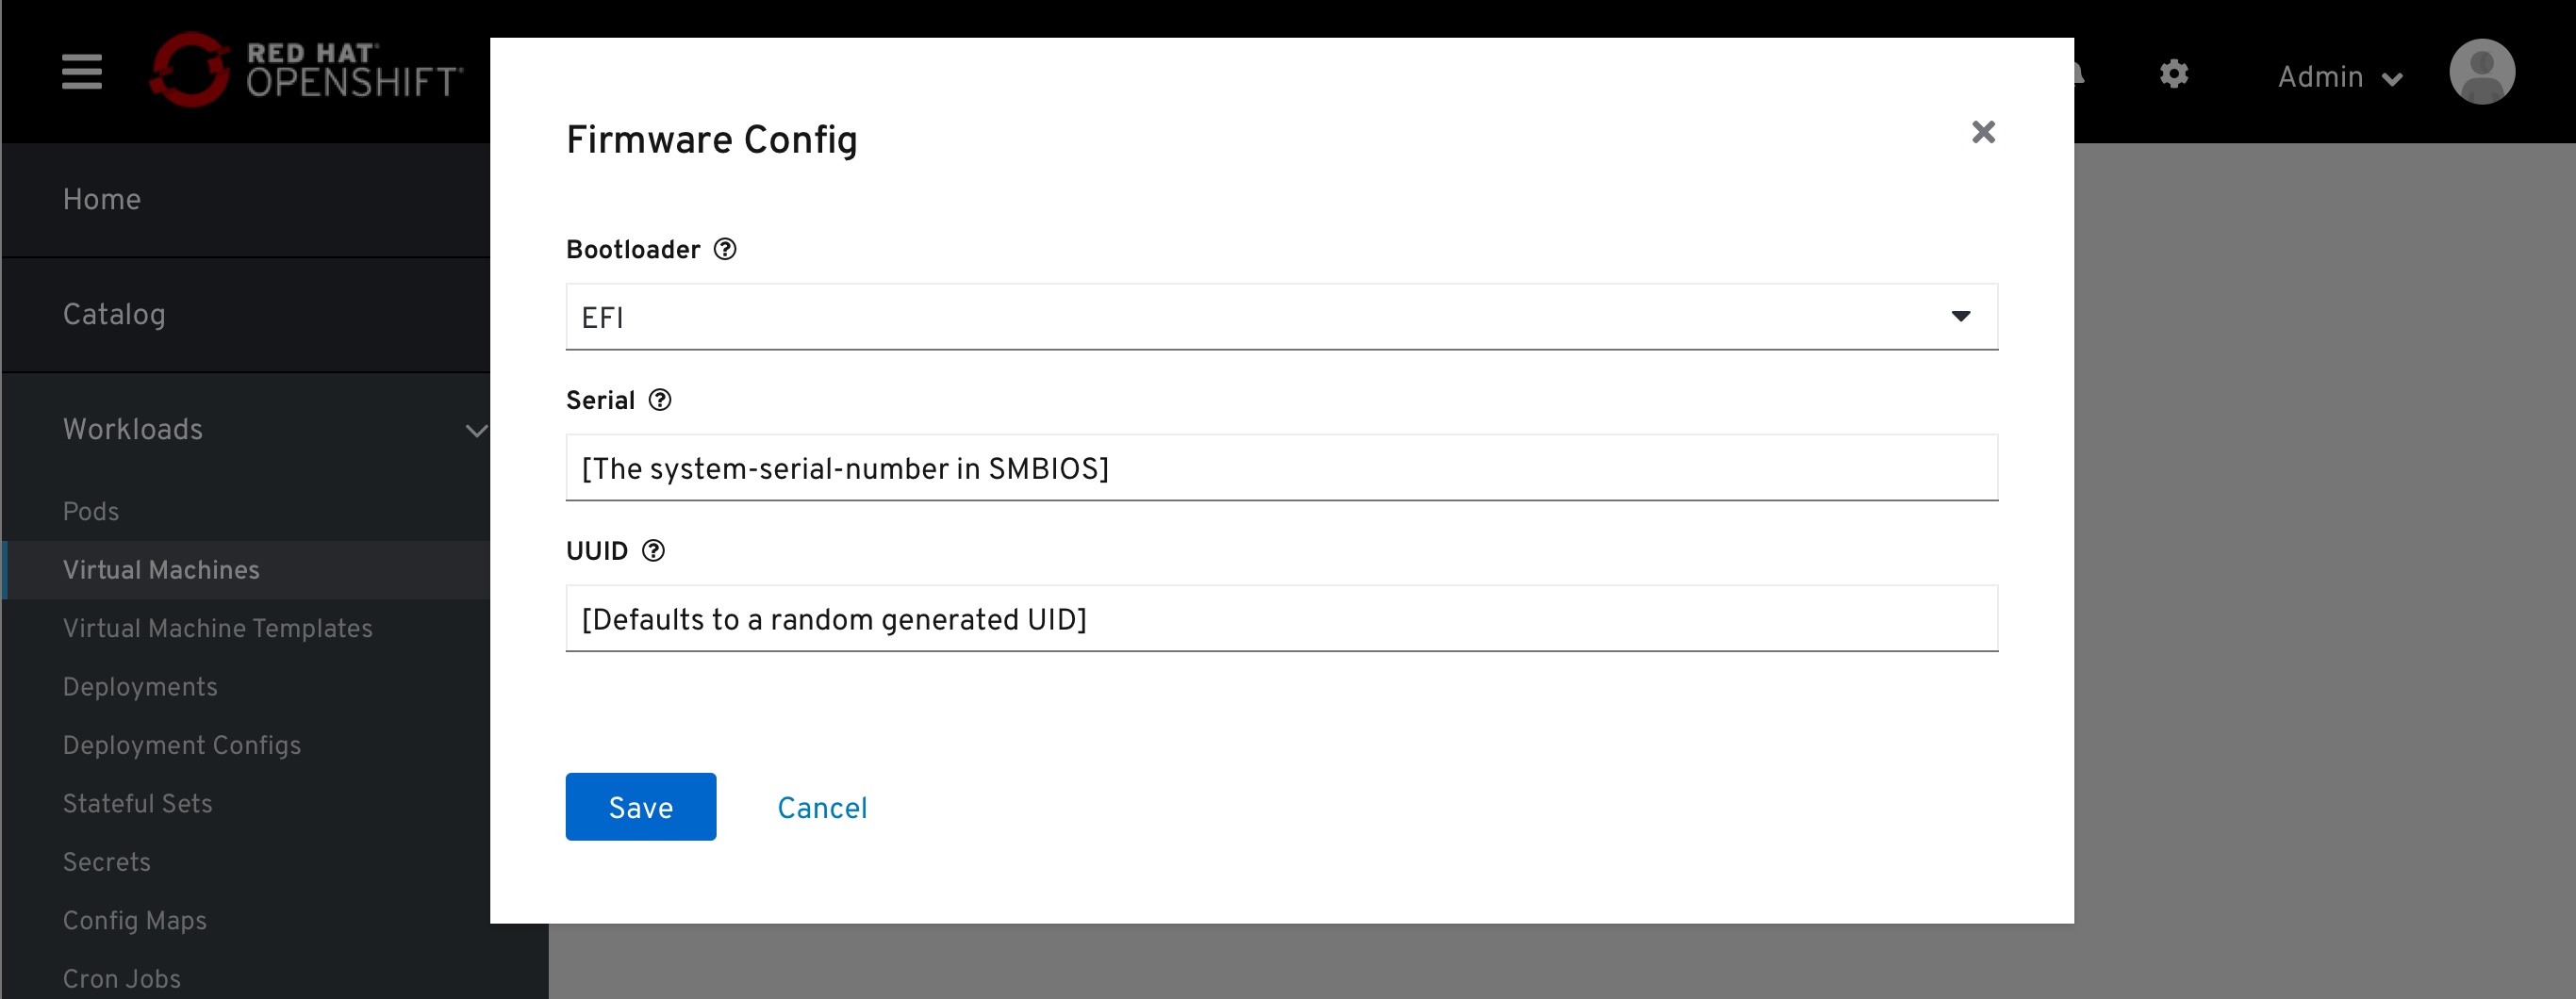 RED HAT
OPENSHIFT
Admin
Home
Catalog
Workloads
Pods
Virtual Machines
Virtual Machine Templates
Deployments
Deployment Configs
Stateful Sets
Secrets
Config Maps
Cron Jobs
Firmware Config
Bootloader
EFI
Serial
[The system-serial-number in SMBIOS]
UUID
[Defaults to a random generated UID]
Save Cancel